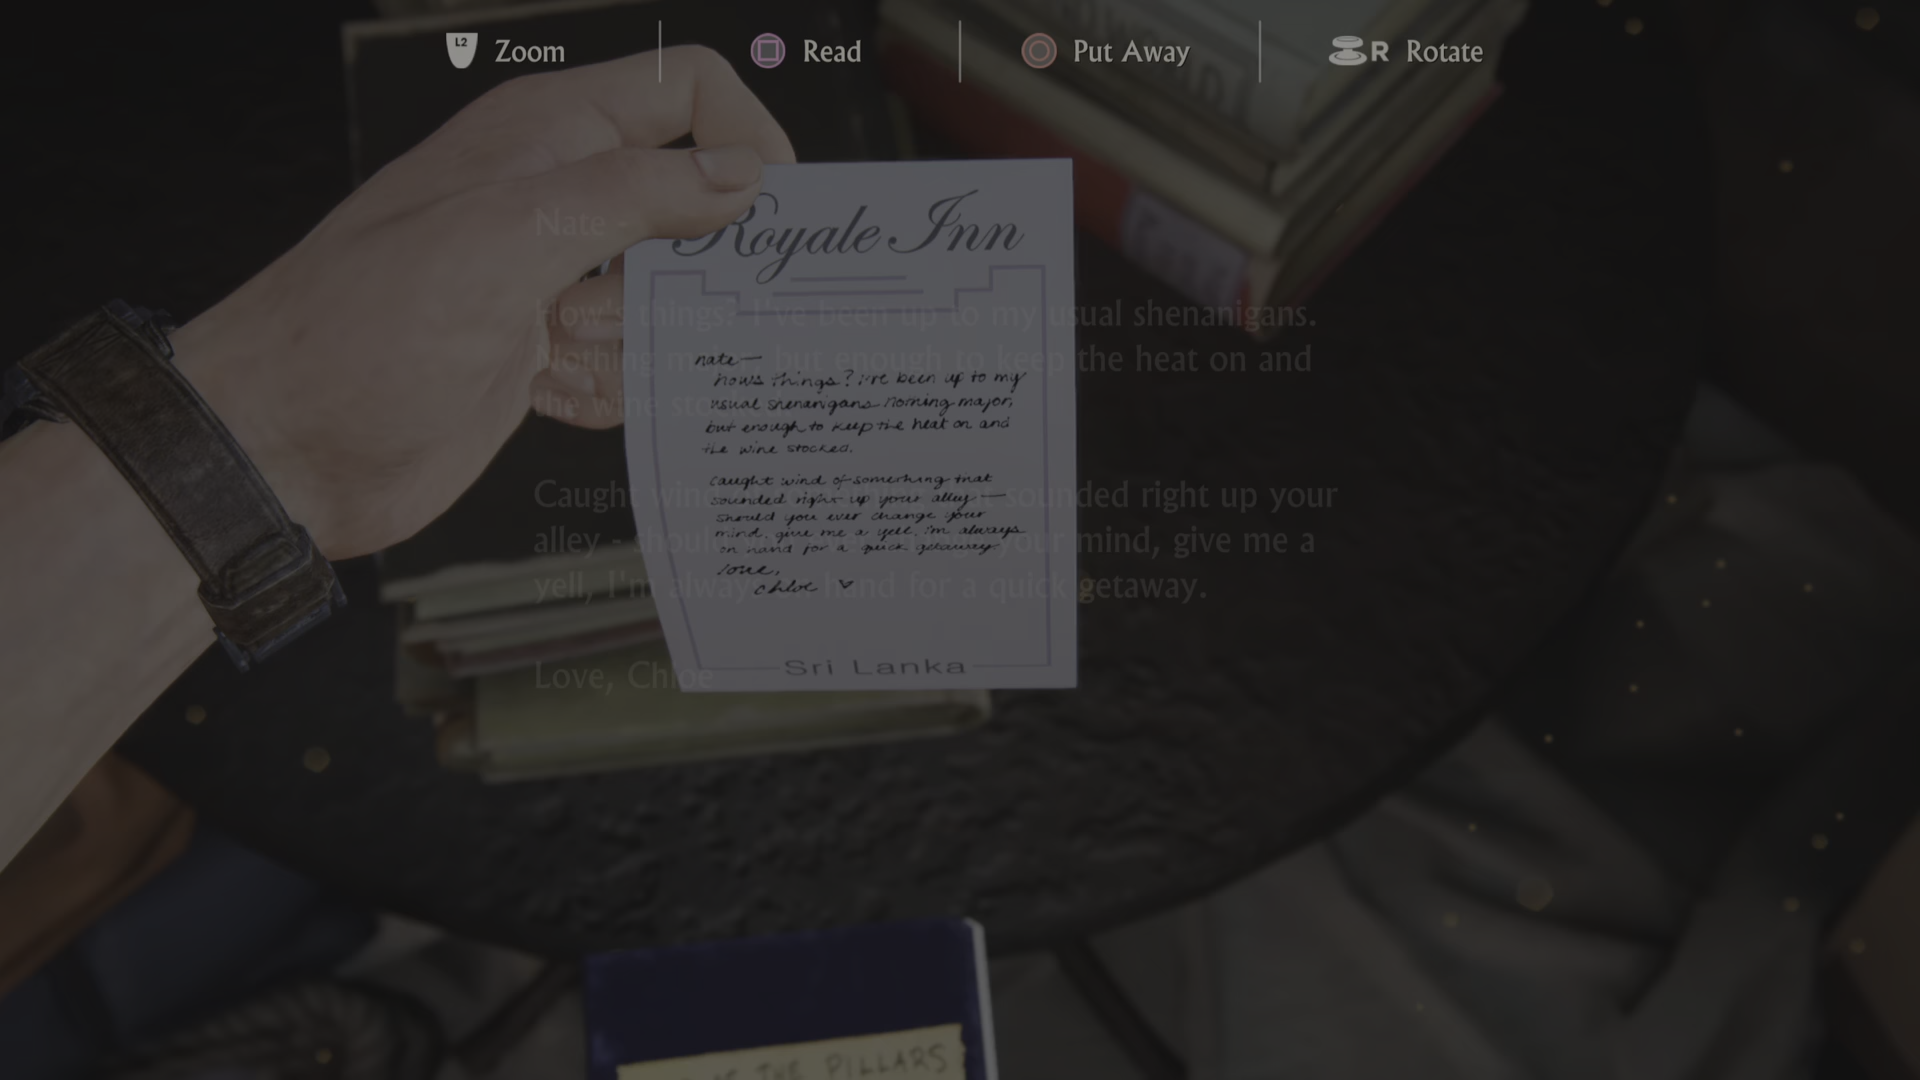 L2 Zoom
Read
Put Away
R Rotate
Royale Inn
nate—
how's things? I've been up to my
usual shenanigans. Nothing major,
but enough to keep the heat on and
the wine stocked.
caught wind of something that
sounded right up your alley —
should you ever change your
mind, give me a yell. I'm always
on hand for a quick getaway.
love,
chloe
Sri Lanka
Nate -
How's things? I've been up to my usual shenanigans.
Nothing but enough to keep the heat on and
the wine
Caught sounded right up your
alley - your mind, give me a
yell, I'm always hand for a quick getaway.
Love, Chloe
THE PILLARS